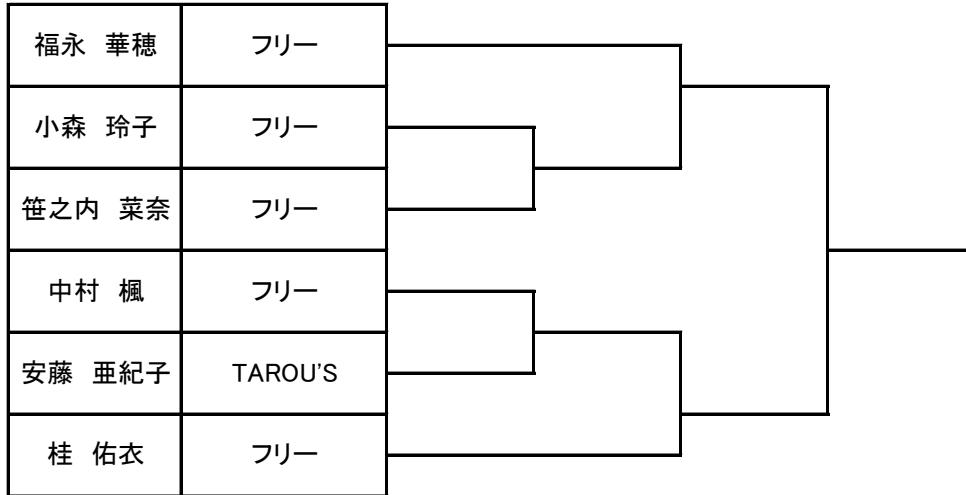 福永　華穂 フリー
小森　玲子 フリー
笹之内　菜奈 フリー
中村　楓 フリー
安藤　亜紀子 TAROU'S
桂　佑衣 フリー